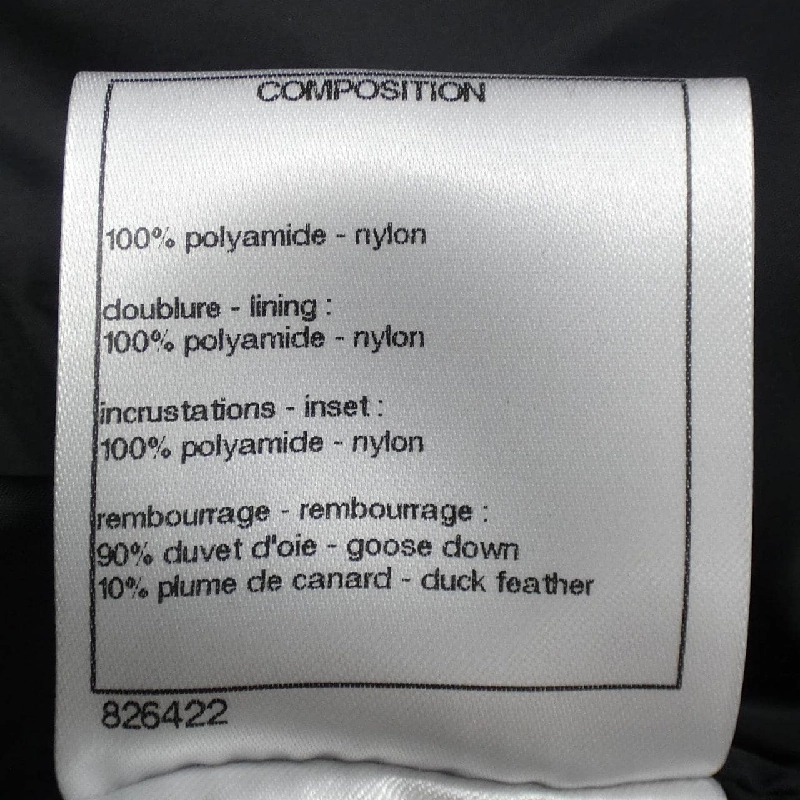 COMPOSITION
100% polyamide - nylon
doublure - lining :
100% polyamide - nylon
incrustations - inset :
100% polyamide - nylon
rembourrage - rembourrage :
90% duvet d'oie - goose down
10% plume de canard - duck feather
826422